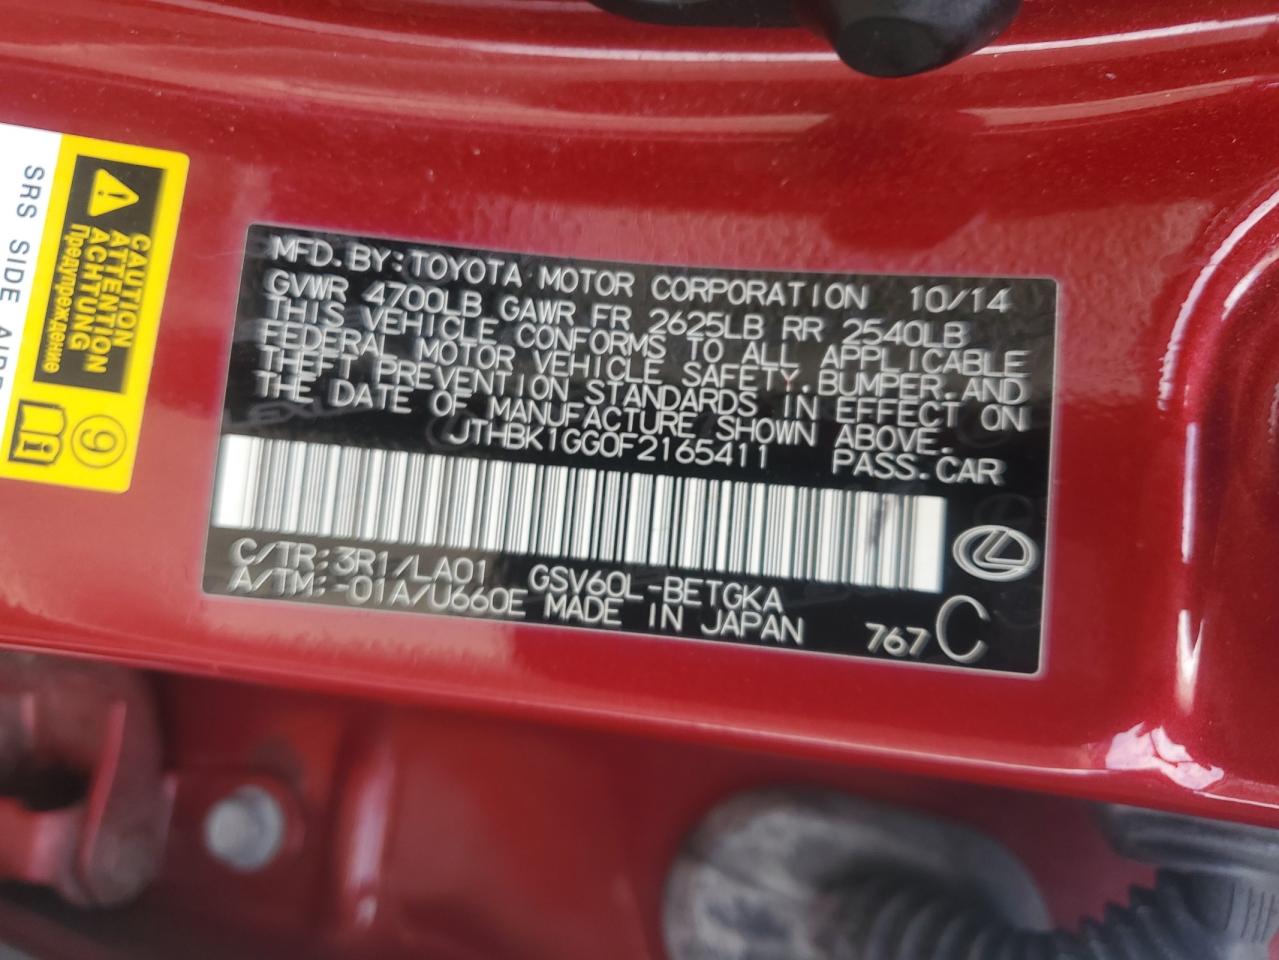 MFD. BY: TOYOTA MOTOR CORPORATION 10/14
GVWR 4700LB GAWR FR 2625LB RR 2540LB
THIS VEHICLE CONFORMS TO ALL APPLICABLE
FEDERAL MOTOR VEHICLE SAFETY, BUMPER, AND
THEFT PREVENTION STANDARDS IN EFFECT ON
THE DATE OF MANUFACTURE SHOWN ABOVE.
JTHBK1GG0F2165411 PASS. CAR
C/TR: 3R1/LA01 GSV60L-BETGKA
A/TM: -01A/U660E MADE IN JAPAN 767 C
CAUTION
ATTENTION
ACHTUNG
Предупреждение
9
SRS SIDE